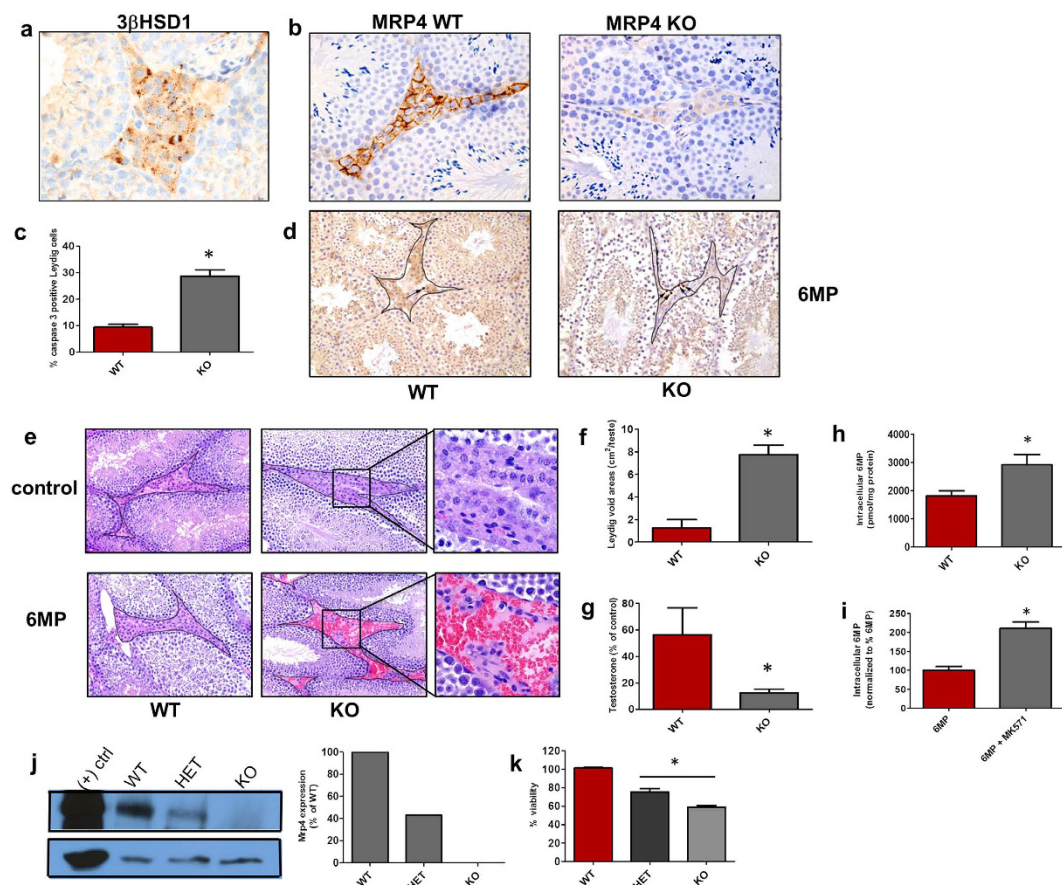 3βHSD1
MRP4 WT
MRP4 KO
a
b
c
% caspase 3 positive Leydig cells
40
30
20
10
0
*
WT
KO
d
6MP
WT
KO
e
control
6MP
WT
KO
f
Leydig void areas (cm²/teste)
10
8
6
4
2
0
*
WT
KO
g
Testosterone (% of control)
80
60
40
20
0
*
WT
KO
h
Intracellular 6MP
(pmol/mg protein)
4000
3000
2000
1000
0
*
WT
KO
i
Intracellular 6MP
(normalized to % 6MP)
250
200
150
100
50
0
*
6MP
6MP + MK571
j
(+) ctrl
WT
HET
KO
Mrp4 expression
(% of WT)
100
80
60
40
20
0
WT
HET
KO
k
% viability
120
100
80
60
40
20
0
*
WT
HET
KO